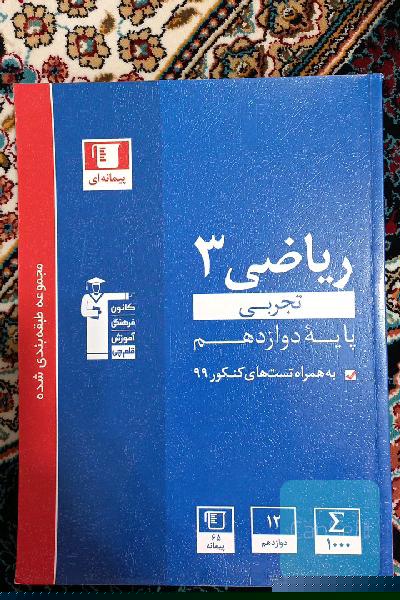 پیمانه‌ای
ریاضی ۳
تجربی
پایهٔ دوازدهم
به همراه تست‌های کنکور ۹۹
کانون
فرهنگی
آموزش
قلم‌چی
مجموعه طبقه‌بندی شده
Σ
۱۰۰۰
۱۲
دوازدهم
۶۵
پیمانه